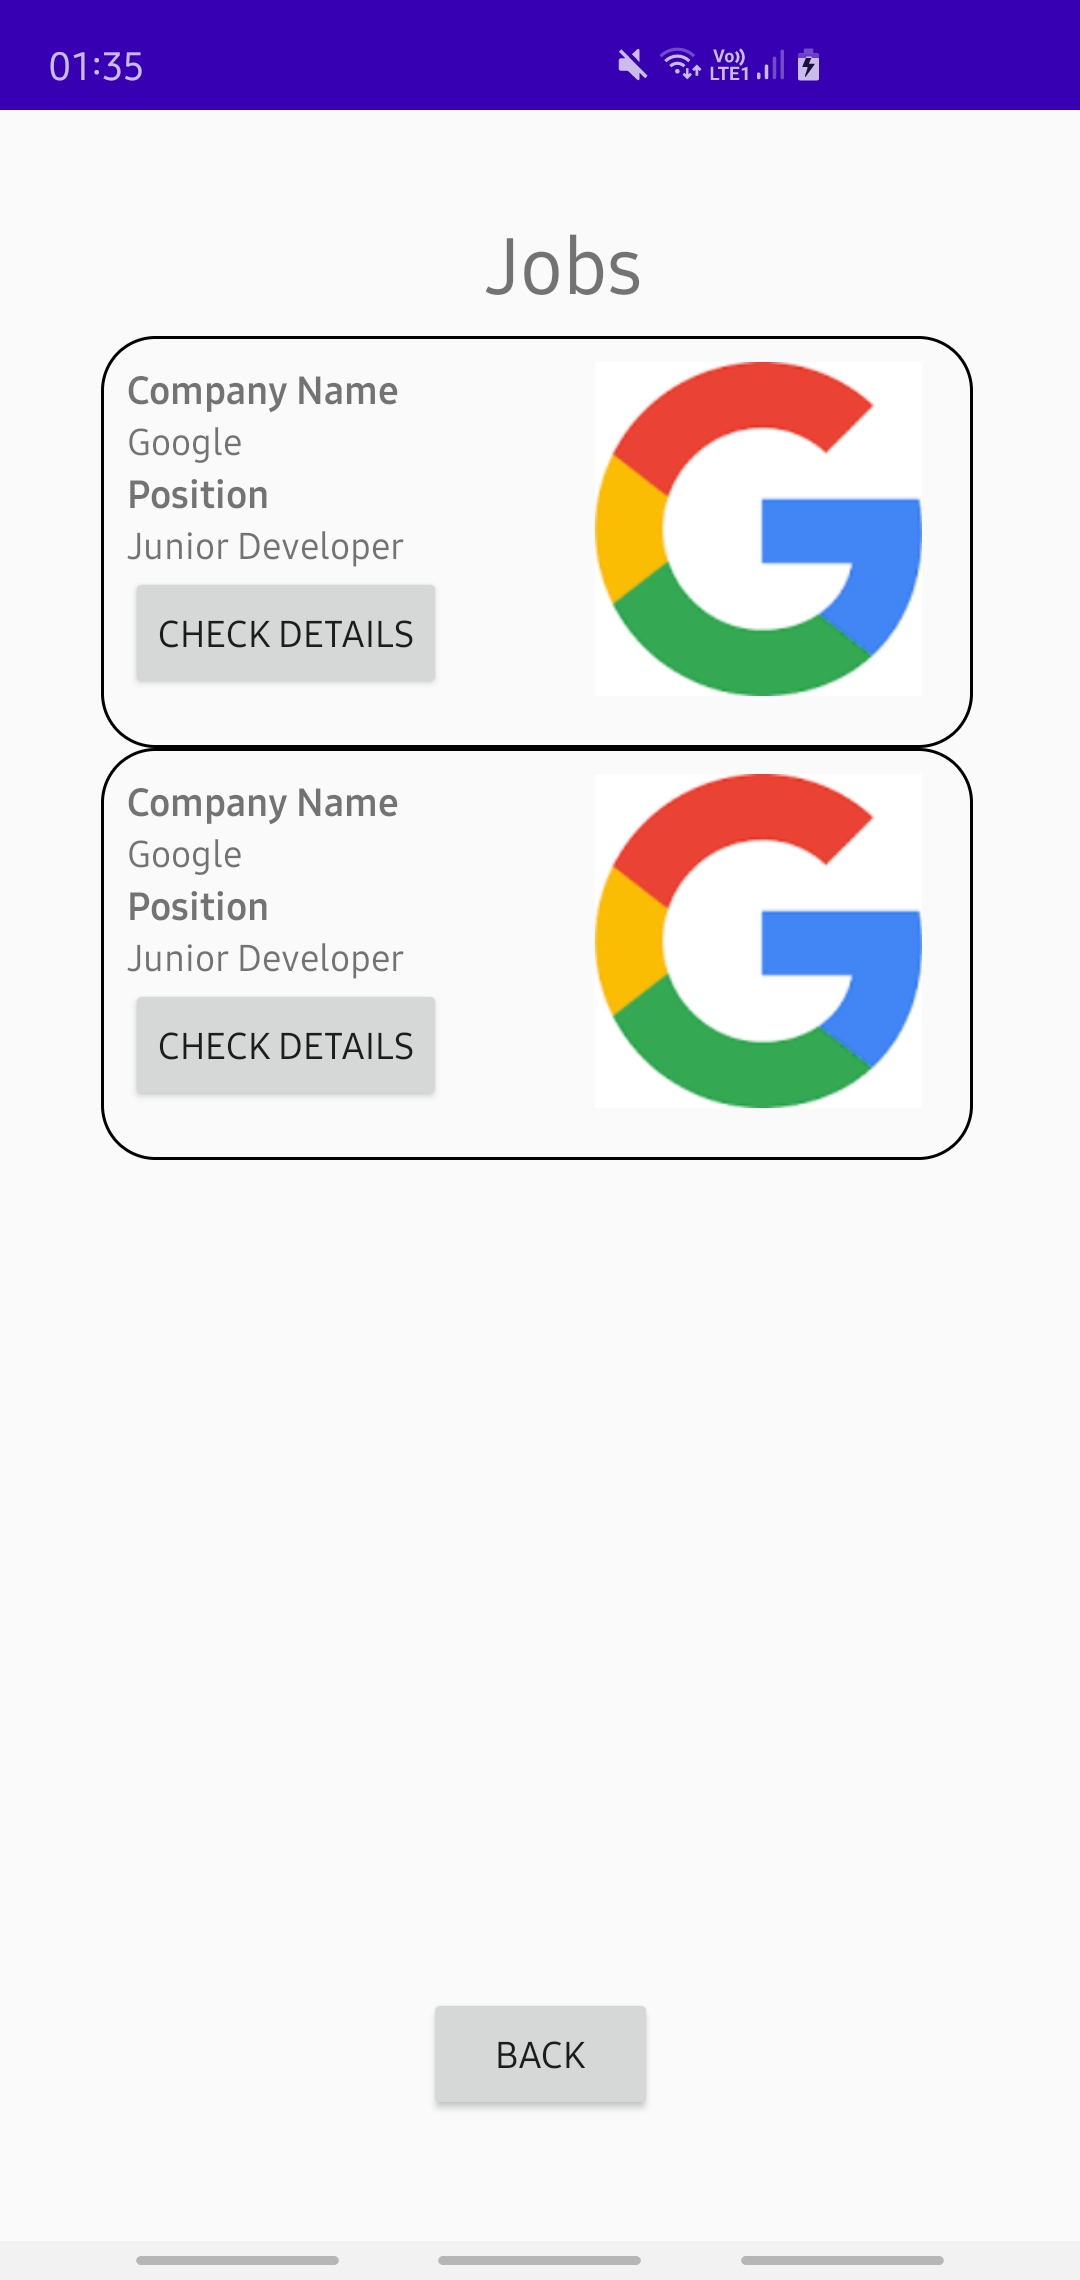 01:35
Vo))
LTE1
Jobs
Company Name
Google
Position
Junior Developer
CHECK DETAILS
Company Name
Google
Position
Junior Developer
CHECK DETAILS
BACK